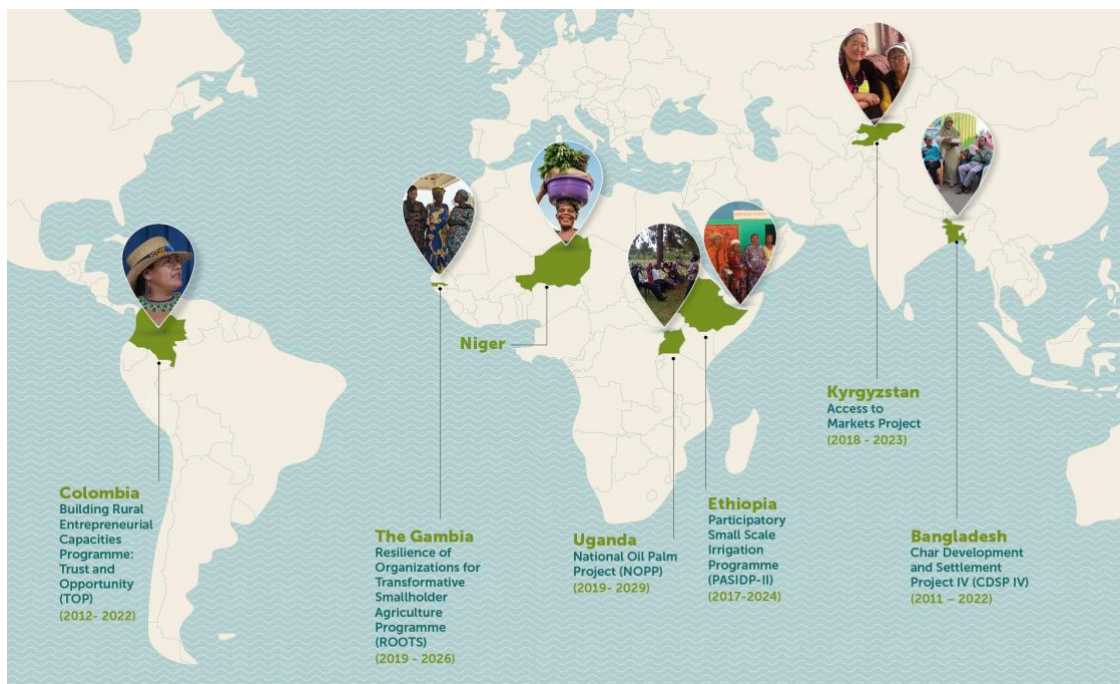 Niger
Kyrgyzstan
Access to
Markets Project
(2018 - 2023)
Colombia
Building Rural
Entrepreneurial
Capacities
Programme:
Trust and
Opportunity
(TOP)
(2012- 2022)
The Gambia
Resilience of
Organizations for
Transformative
Smallholder
Agriculture
Programme
(ROOTS)
(2019 - 2026)
Uganda
National Oil Palm
Project (NOPP)
(2019- 2029)
Ethiopia
Participatory
Small Scale
Irrigation
Programme
(PASIDP-II)
(2017-2024)
Bangladesh
Char Development
and Settlement
Project IV (CDSP IV)
(2011 – 2022)